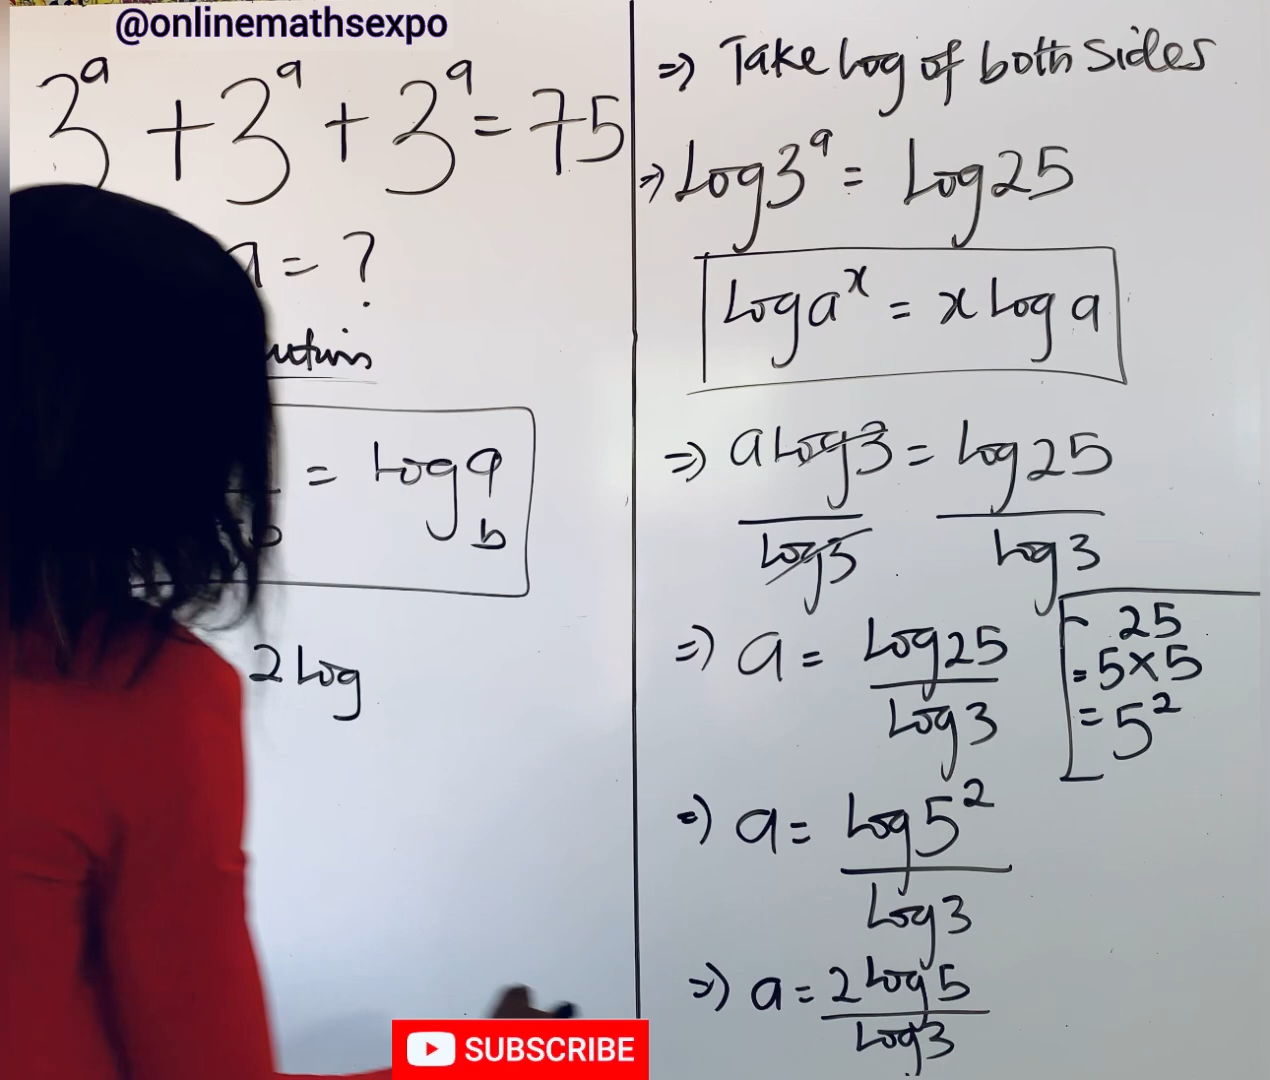 @onlinemathsexpo
3^a + 3^a + 3^a = 75
a = ?
= Log a
b
2 Log
=> Take Log of both Sides
=> Log 3^a = Log 25
Log a^x = x Log a
=> a Log 3 = Log 25
Log 3 Log 3
=> a = Log 25
Log 3
25
= 5 × 5
= 5^2
=> a = Log 5^2
Log 3
=> a = 2 Log 5
Log 3
SUBSCRIBE